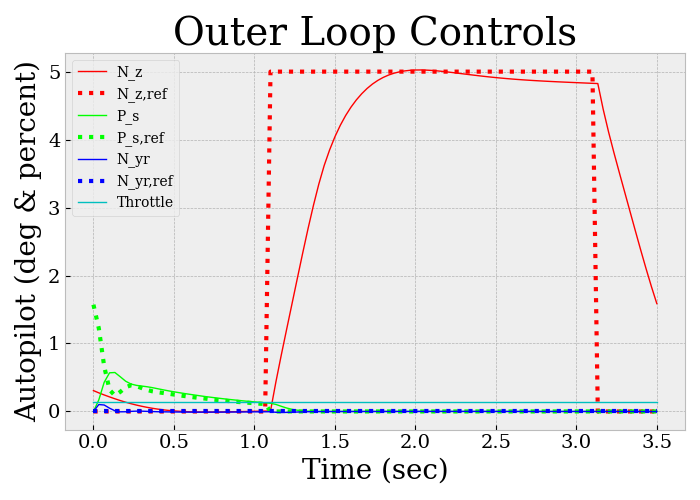 Outer Loop Controls
Autopilot (deg & percent)
5
4
3
2
1
0
N_z
N_z,ref
P_s
P_s,ref
N_yr
N_yr,ref
Throttle
0.0 0.5 1.0 1.5 2.0 2.5 3.0 3.5
Time (sec)